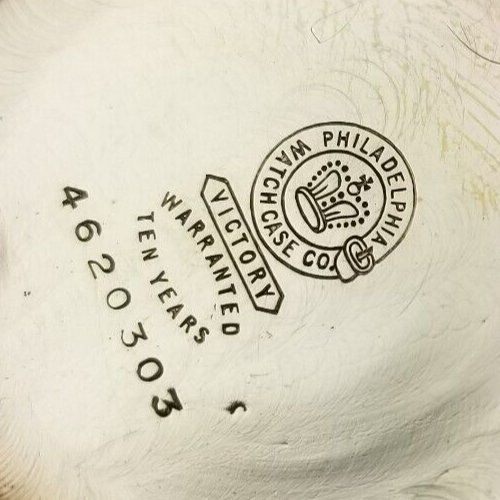 PHILADELPHIA
WATCH CASE CO.
VICTORY
WARRANTED
TEN YEARS
4620303